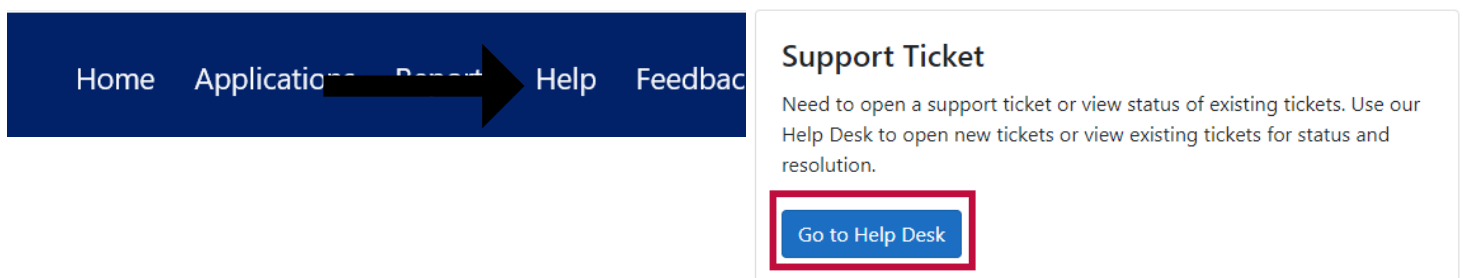 Home Help Feedbac
Support Ticket
Need to open a support ticket or view status of existing tickets. Use our
Help Desk to open new tickets or view existing tickets for status and
resolution.
Go to Help Desk